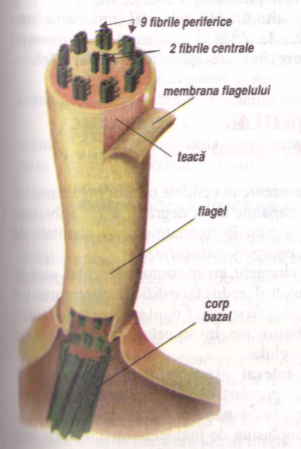 9 fibrile periferice
2 fibrile centrale
membrana flagelului
teacă
flagel
corp
bazal